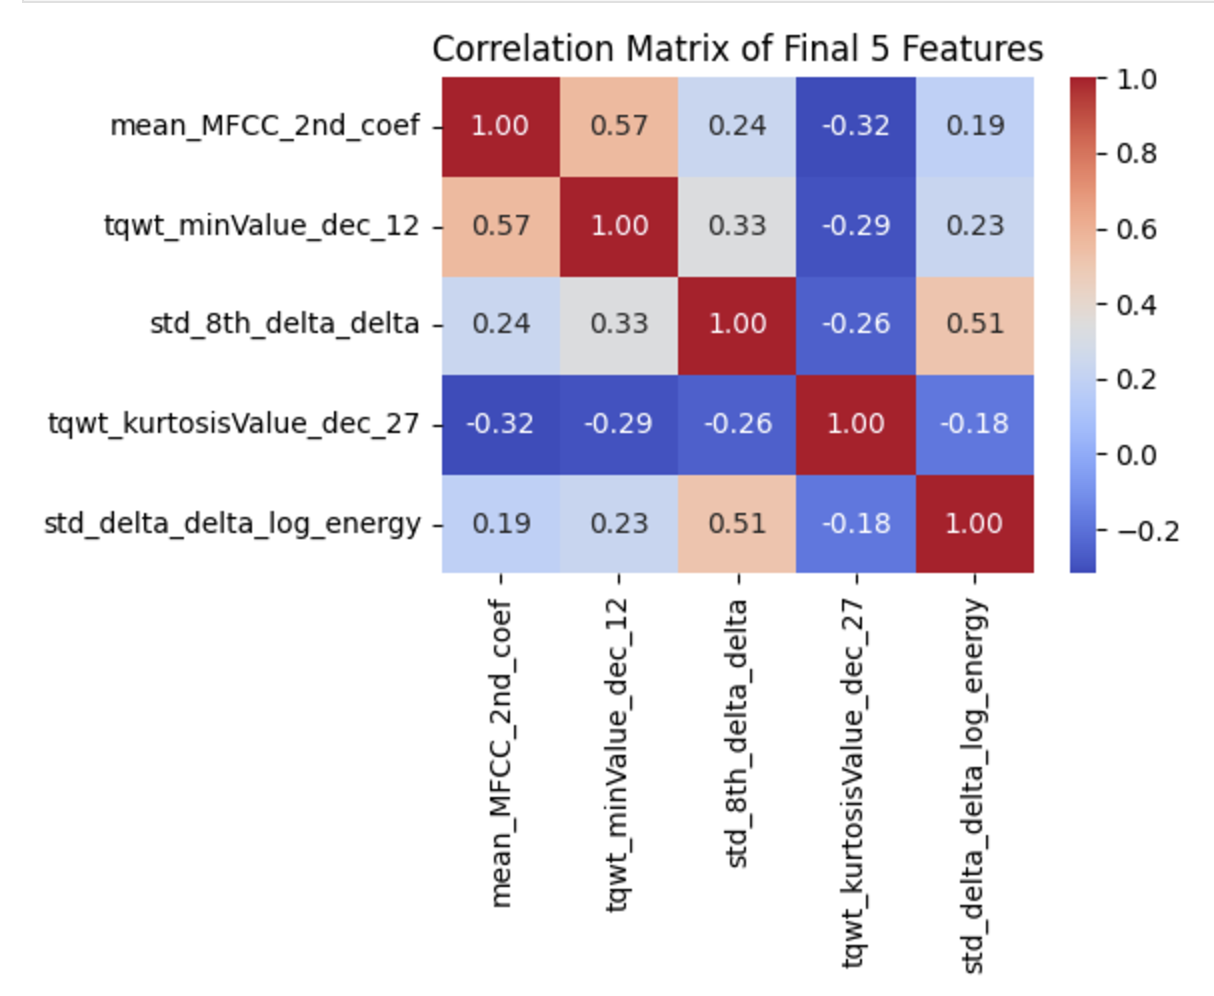 Correlation Matrix of Final 5 Features
mean_MFCC_2nd_coef 1.00 0.57 0.24 -0.32 0.19
tqwt_minValue_dec_12 0.57 1.00 0.33 -0.29 0.23
std_8th_delta_delta 0.24 0.33 1.00 -0.26 0.51
tqwt_kurtosisValue_dec_27 -0.32 -0.29 -0.26 1.00 -0.18
std_delta_delta_log_energy 0.19 0.23 0.51 -0.18 1.00
mean_MFCC_2nd_coef
tqwt_minValue_dec_12
std_8th_delta_delta
tqwt_kurtosisValue_dec_27
std_delta_delta_log_energy
1.0
0.8
0.6
0.4
0.2
0.0
−0.2